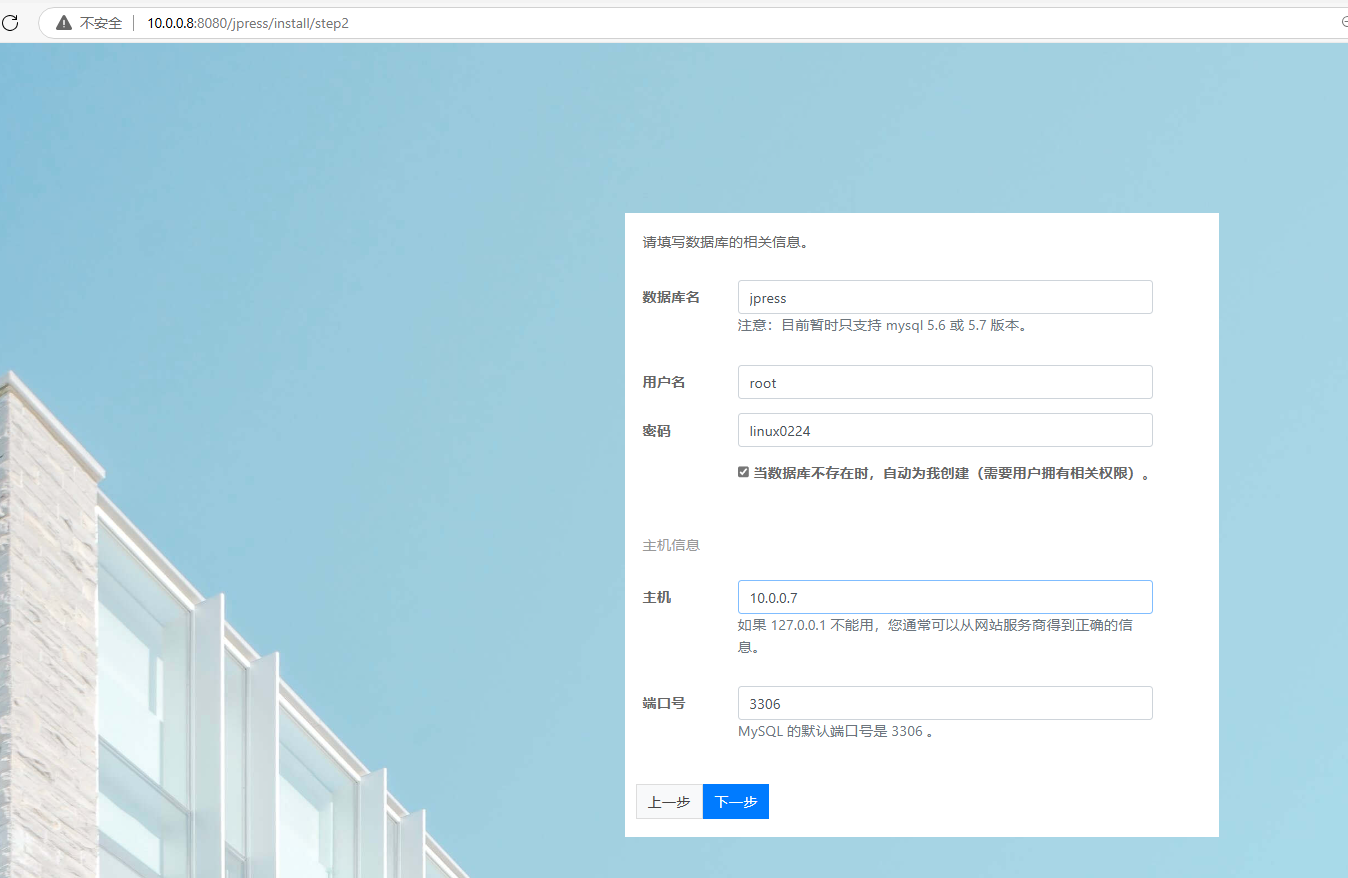 不安全 10.0.0.8:8080/jpress/install/step2
请填写数据库的相关信息。
数据库名 jpress
注意：目前暂时只支持 mysql 5.6 或 5.7 版本。
用户名 root
密码 linux0224
当数据库不存在时，自动为我创建（需要用户拥有相关权限）。
主机信息
主机 10.0.0.7
如果 127.0.0.1 不能用，您通常可以从网站服务商得到正确的信
息。
端口号 3306
MySQL 的默认端口号是 3306 。
上一步 下一步